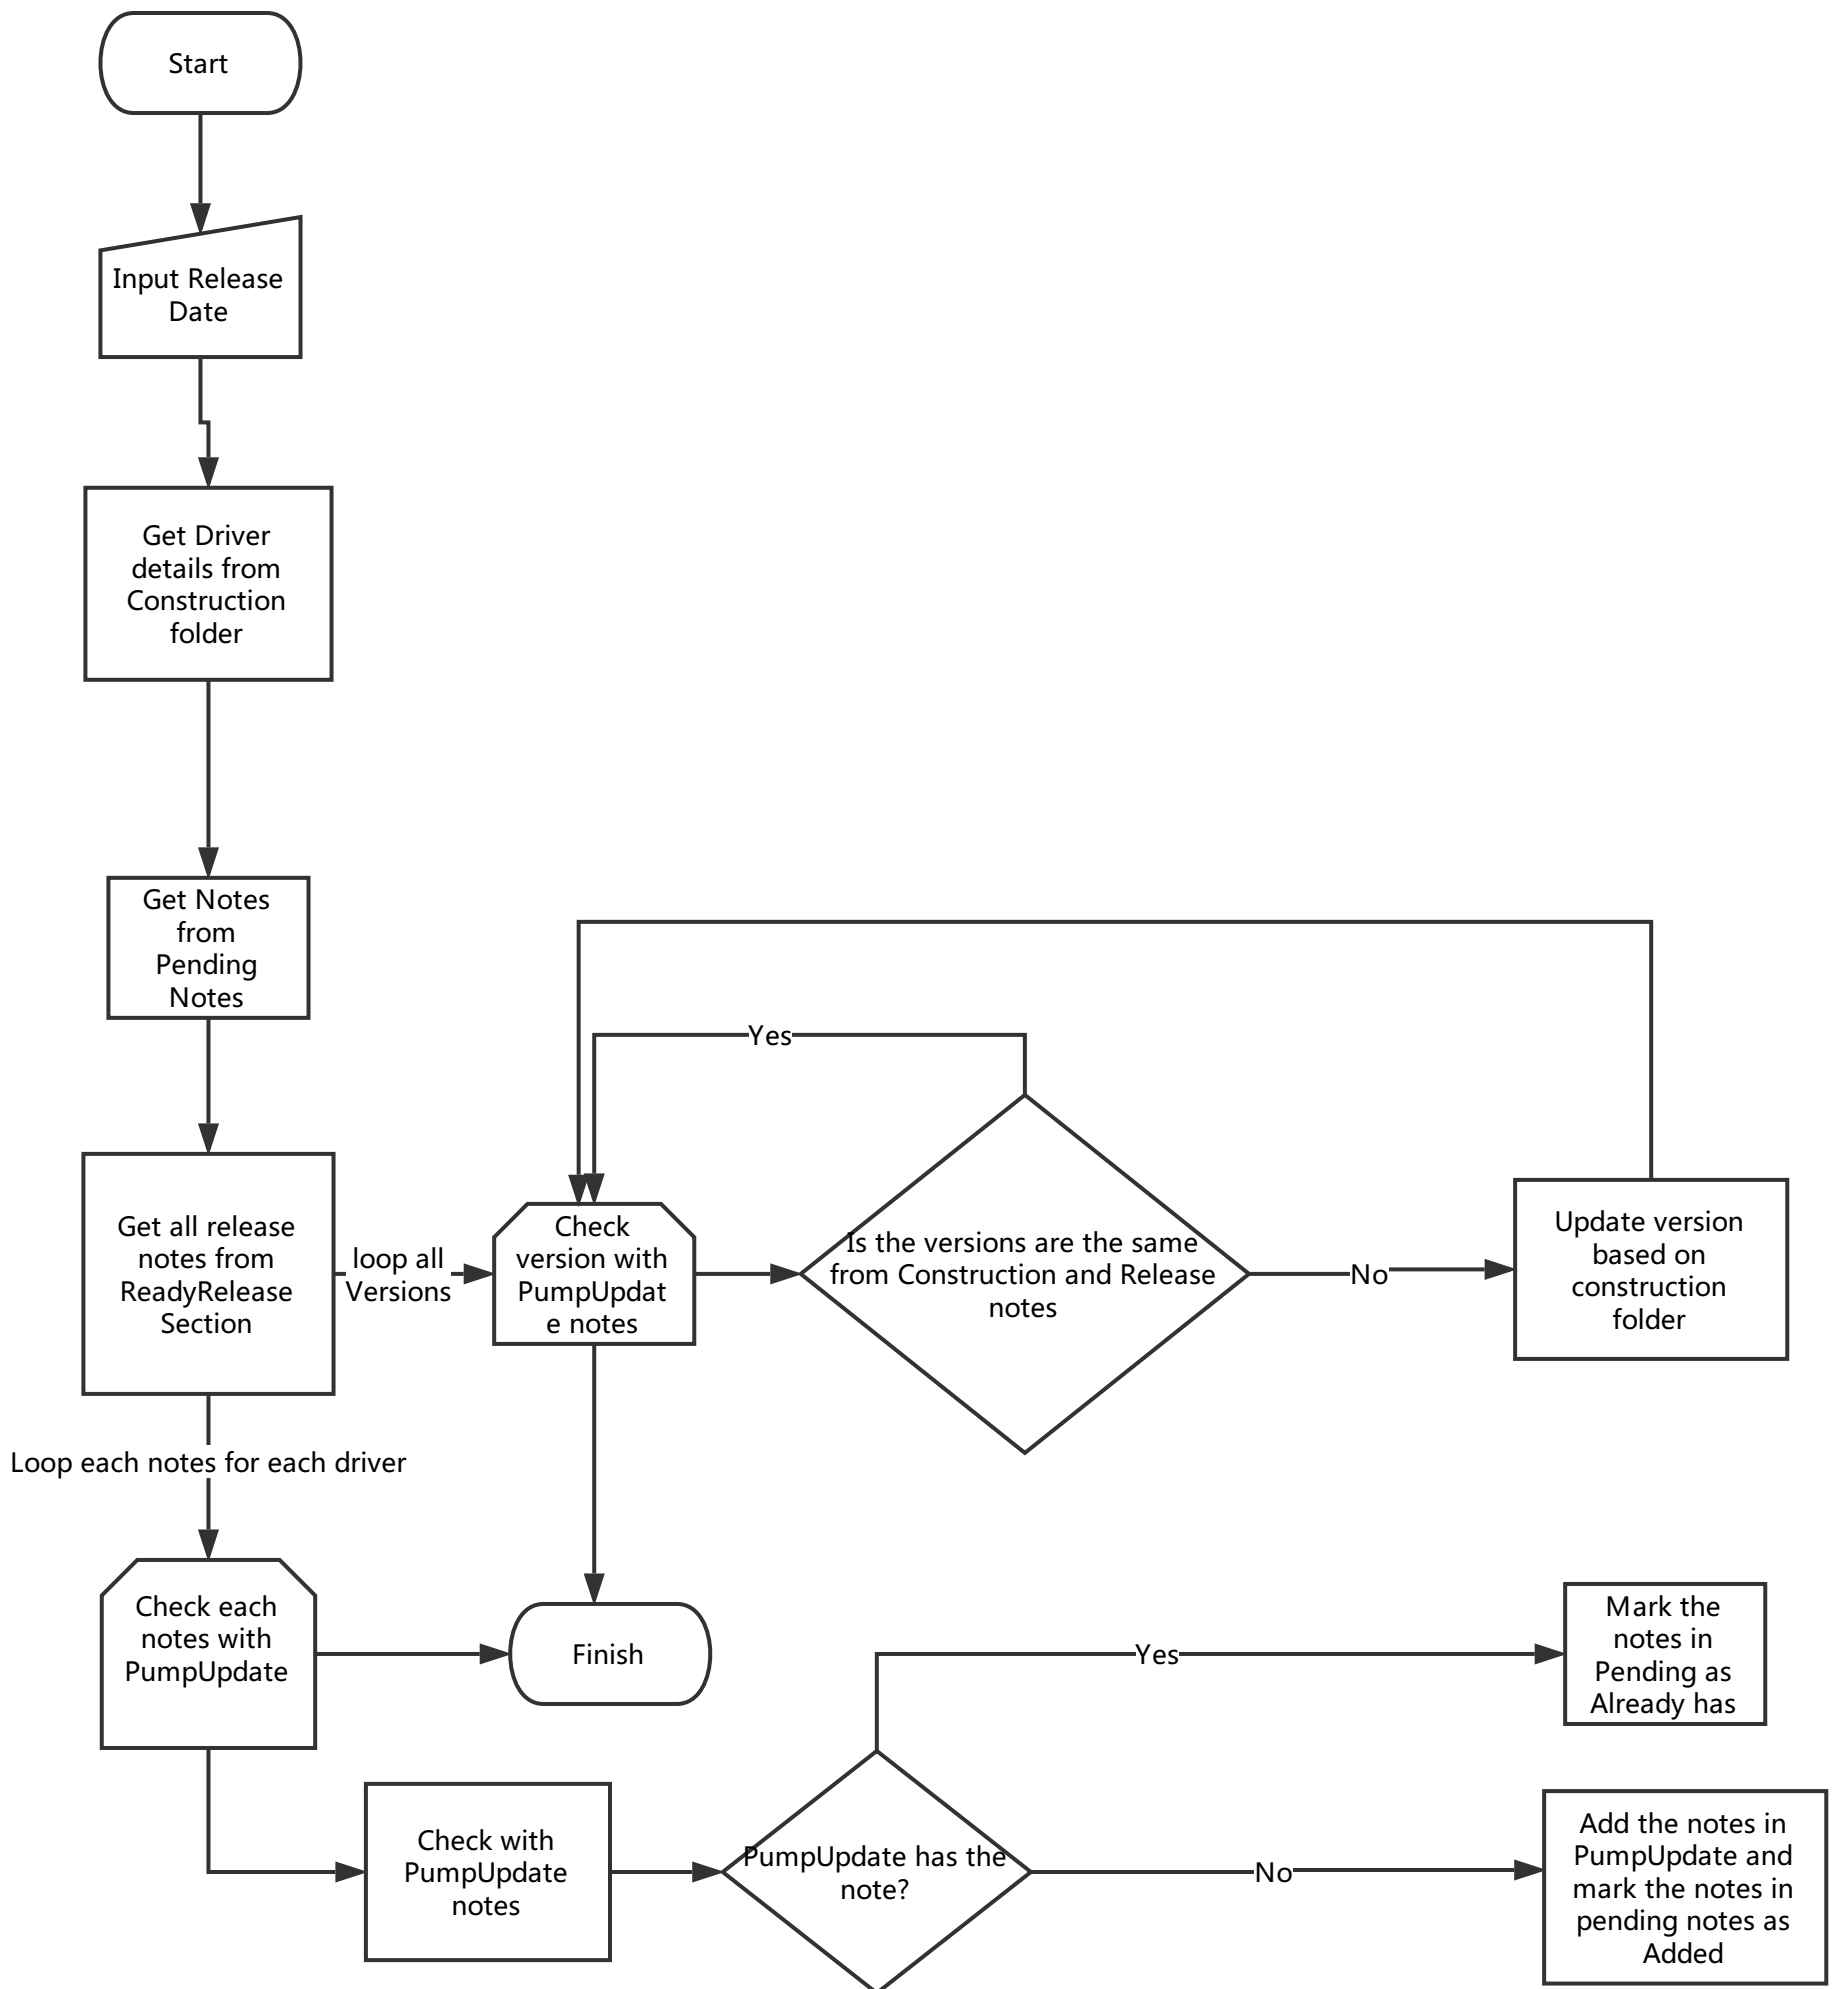 Start
Input Release
Date
Get Driver
details from
Construction
folder
Get Notes
from
Pending
Notes
Yes
Get all release
notes from
ReadyRelease
Section
loop all
Versions
Check
version with
PumpUpdat
e notes
Is the versions are the same
from Construction and Release
notes
No
Update version
based on
construction
folder
Loop each notes for each driver
Check each
notes with
PumpUpdate
Finish
Yes
Mark the
notes in
Pending as
Already has
Check with
PumpUpdate
notes
PumpUpdate has the
note?
No
Add the notes in
PumpUpdate and
mark the notes in
pending notes as
Added